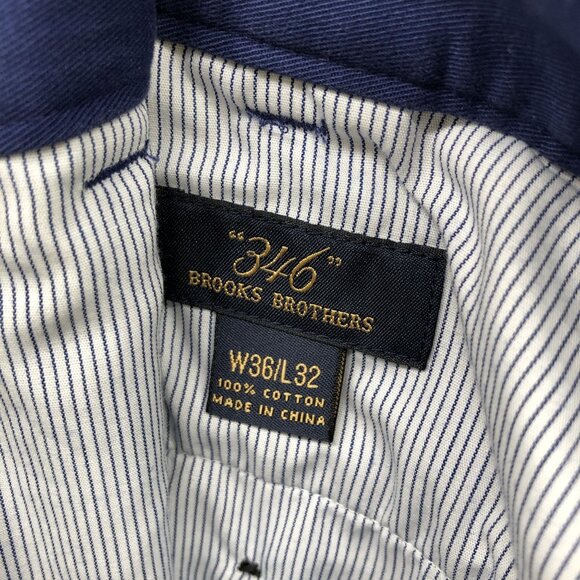 "346"
BROOKS BROTHERS
W36/L32
100% COTTON
MADE IN CHINA